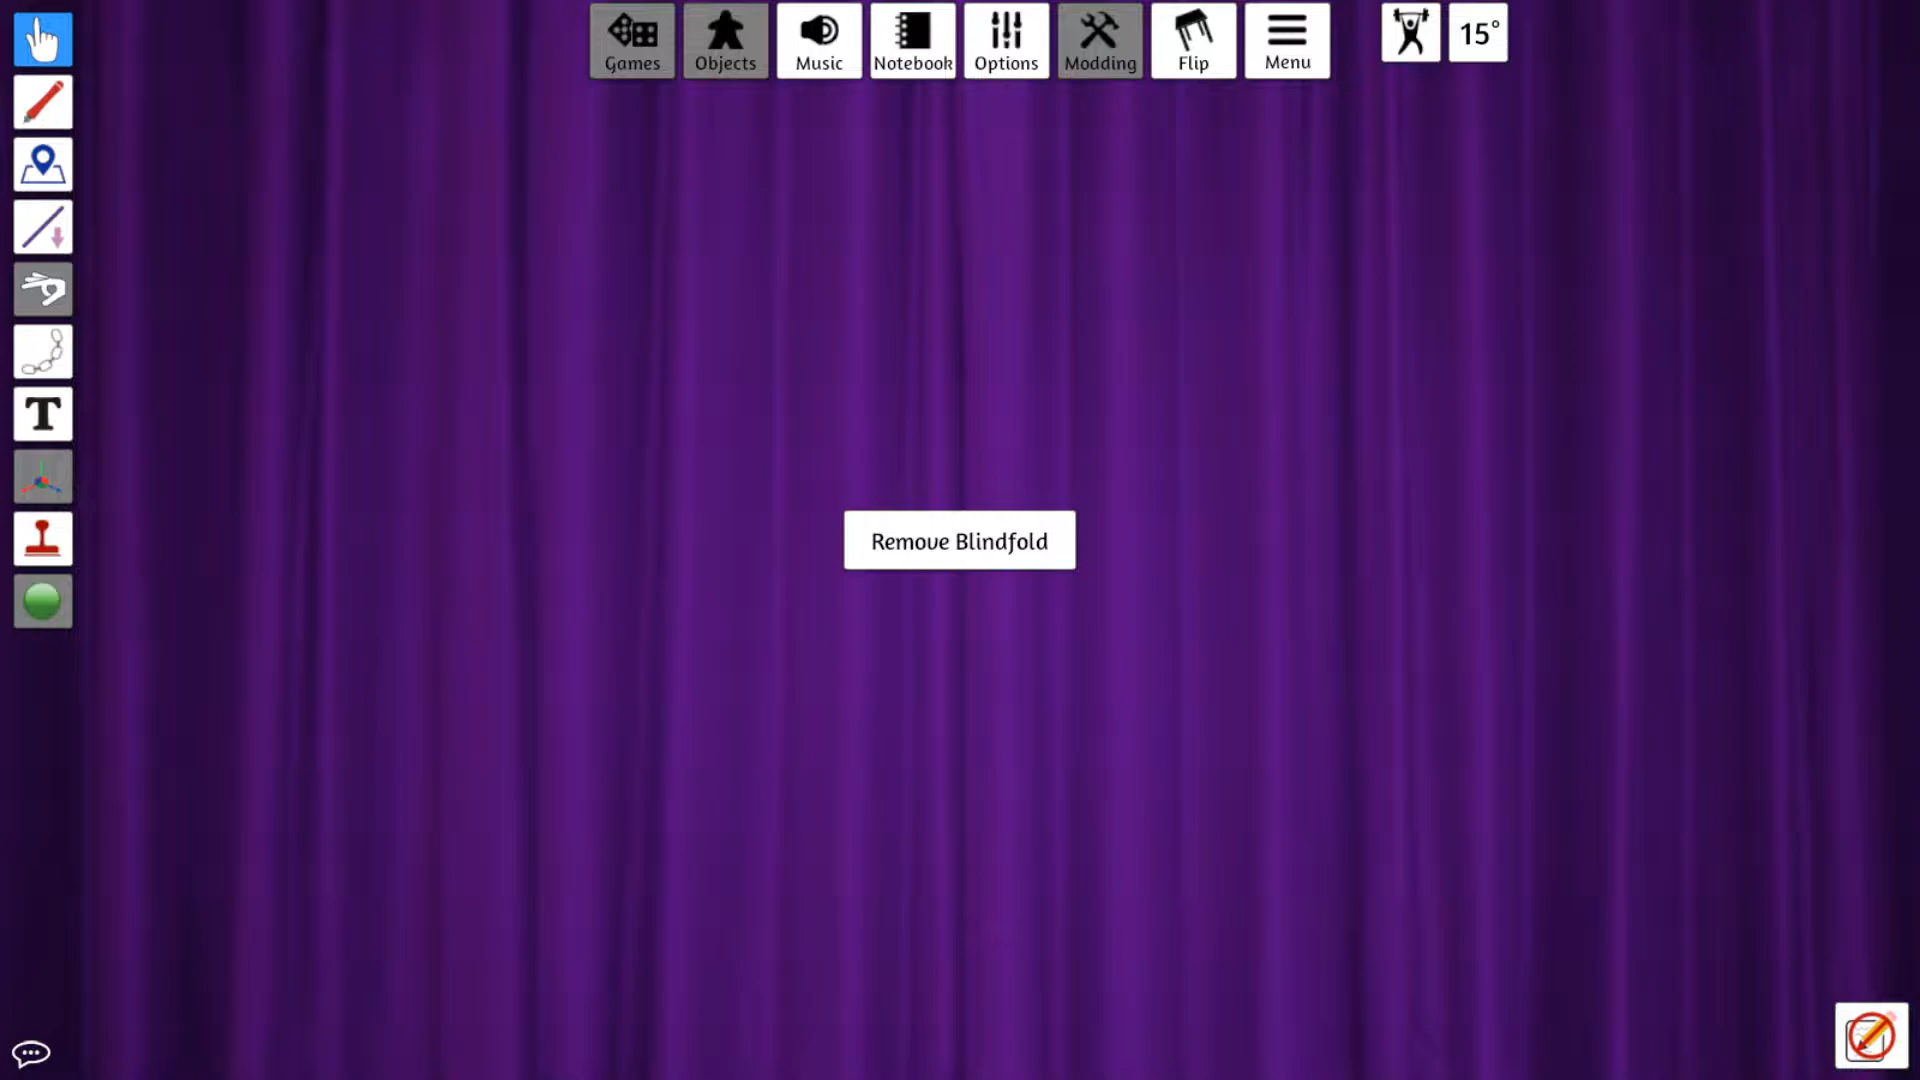 Games
Objects
Music
Notebook
Options
Modding
Flip
Menu
15°
T
Remove Blindfold